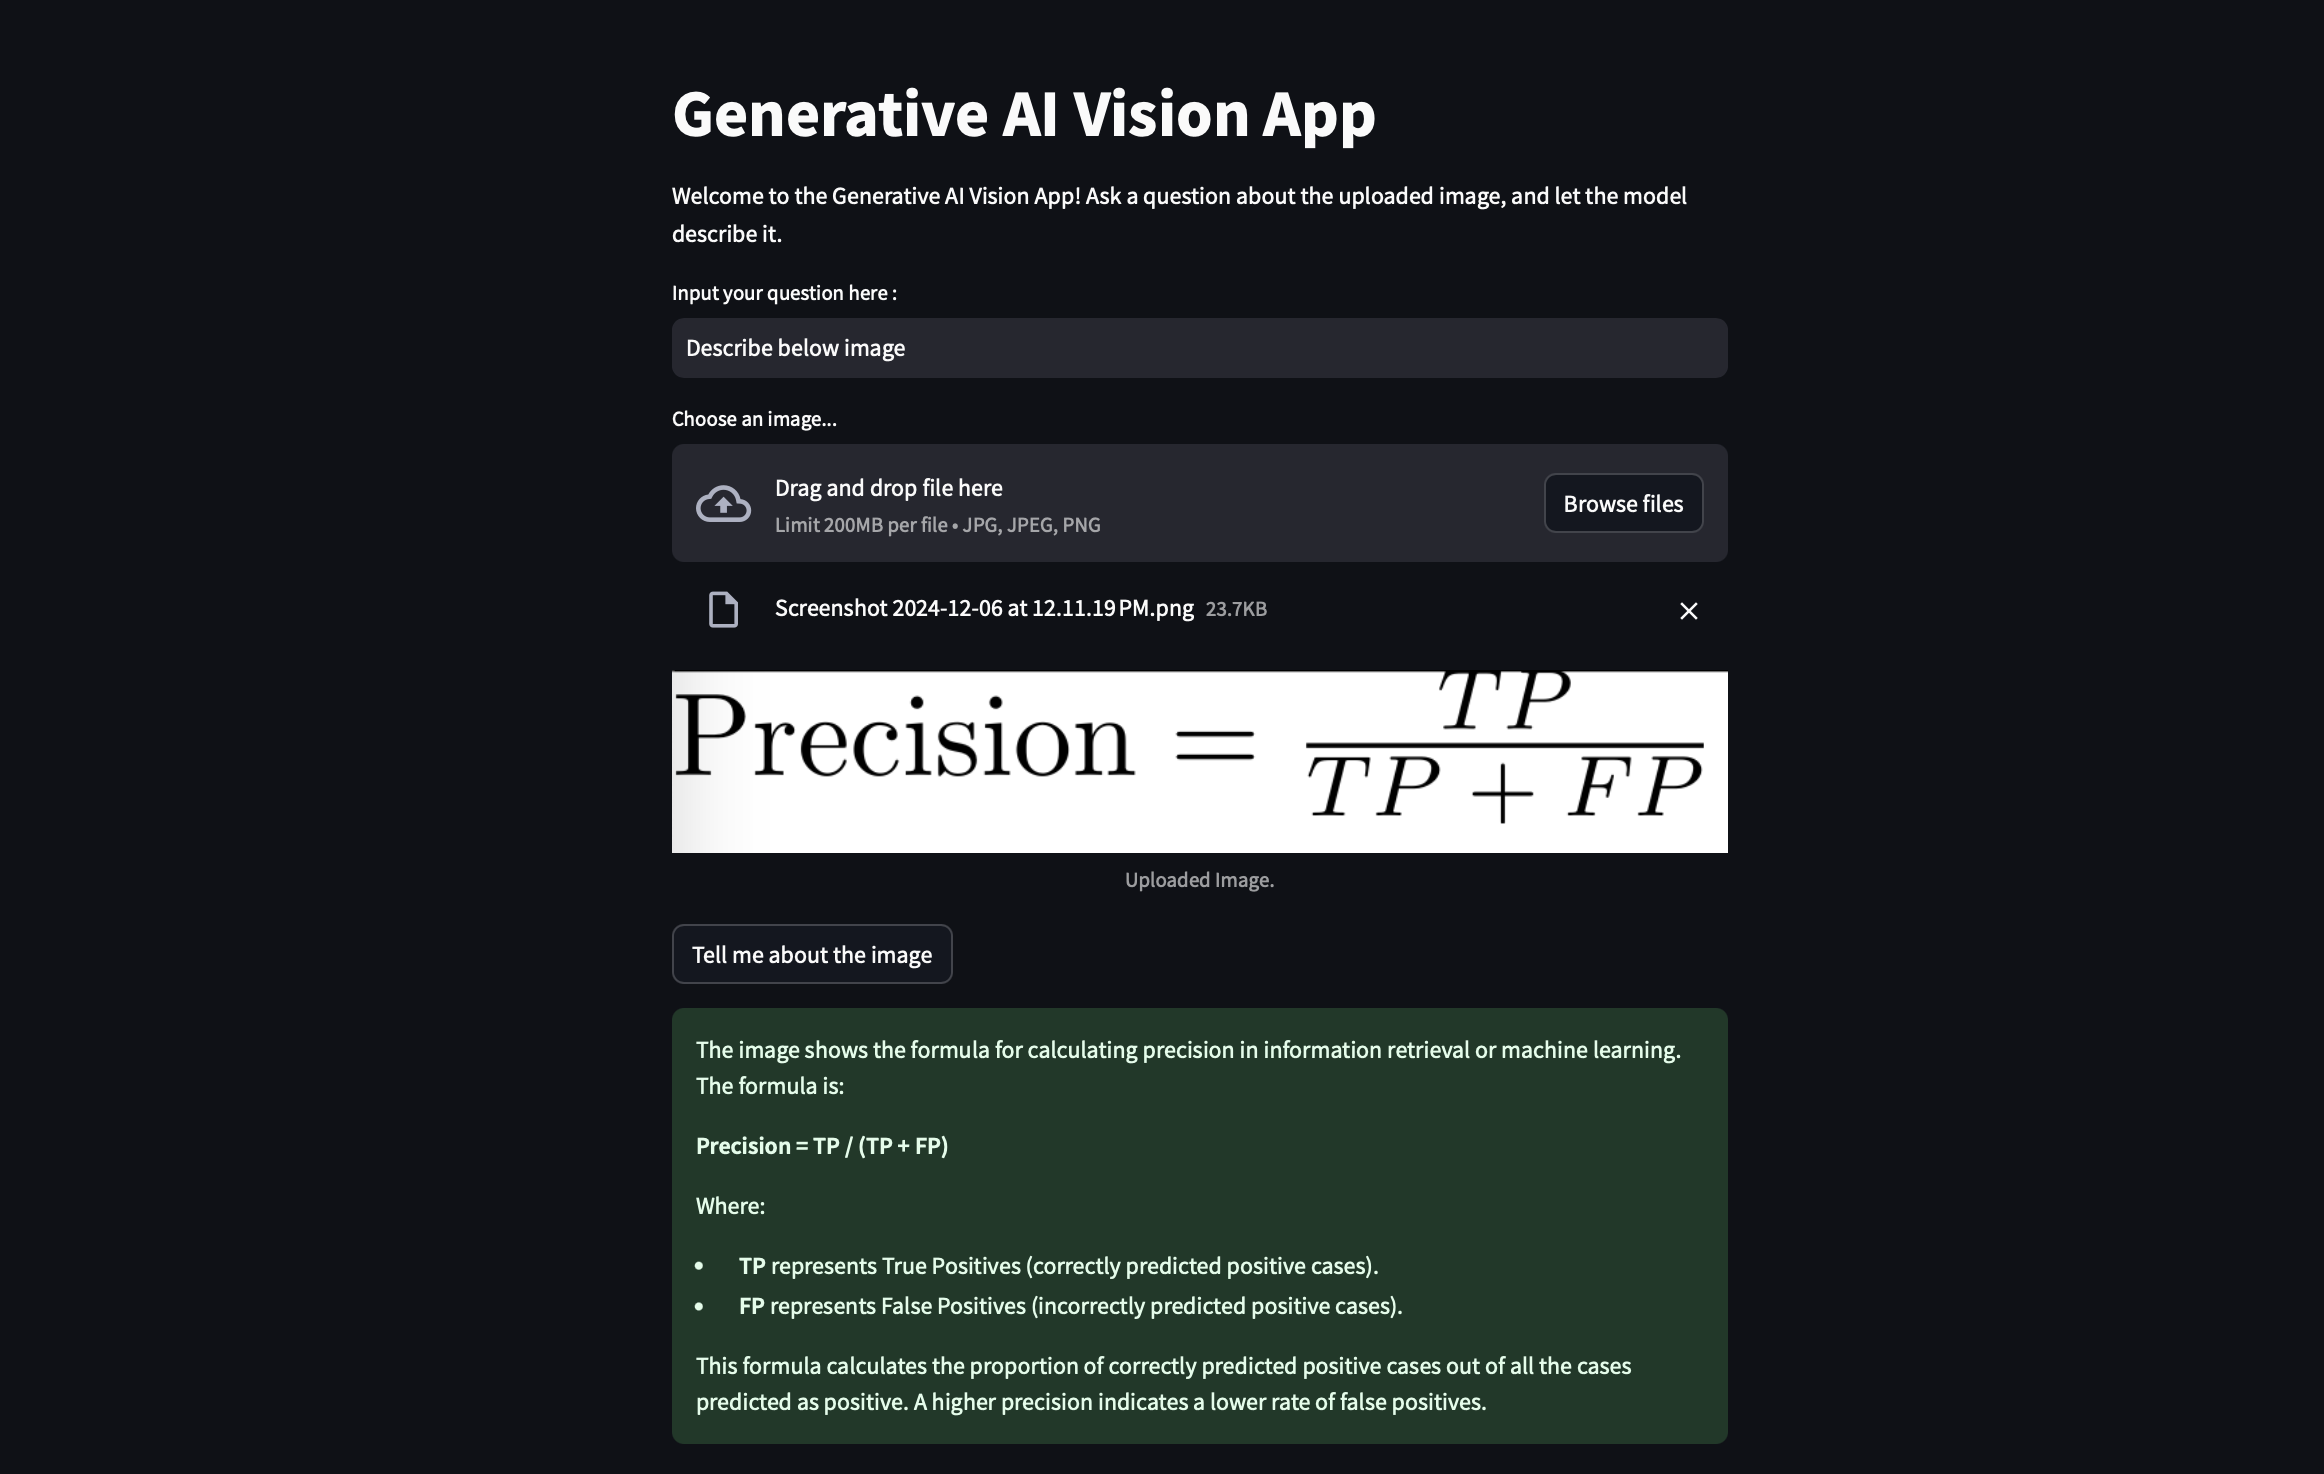 Generative AI Vision App
Welcome to the Generative AI Vision App! Ask a question about the uploaded image, and let the model
describe it.
Input your question here :
Describe below image
Choose an image...
Drag and drop file here
Limit 200MB per file • JPG, JPEG, PNG
Browse files
Screenshot 2024-12-06 at 12.11.19 PM.png 23.7KB
Precision = TP / TP + FP
Uploaded Image.
Tell me about the image
The image shows the formula for calculating precision in information retrieval or machine learning.
The formula is:
Precision = TP / (TP + FP)
Where:
• TP represents True Positives (correctly predicted positive cases).
• FP represents False Positives (incorrectly predicted positive cases).
This formula calculates the proportion of correctly predicted positive cases out of all the cases
predicted as positive. A higher precision indicates a lower rate of false positives.